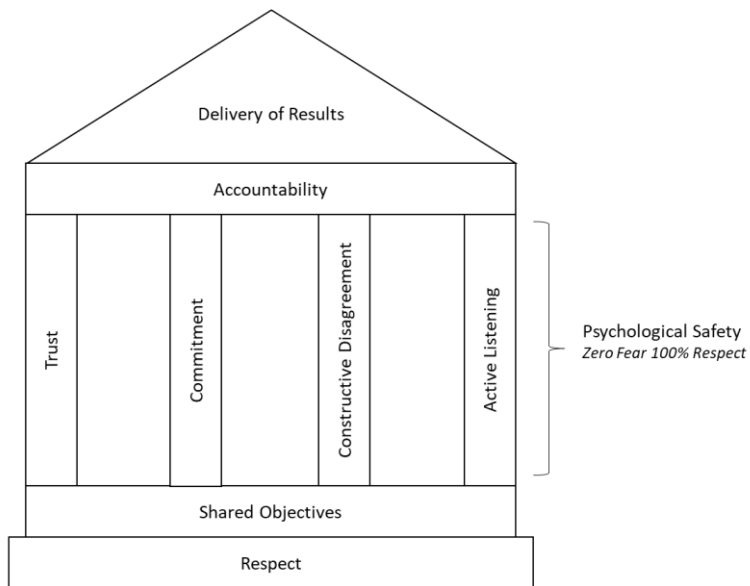 Delivery of Results
Accountability
Trust
Commitment
Constructive Disagreement
Active Listening
Psychological Safety
Zero Fear 100% Respect
Shared Objectives
Respect